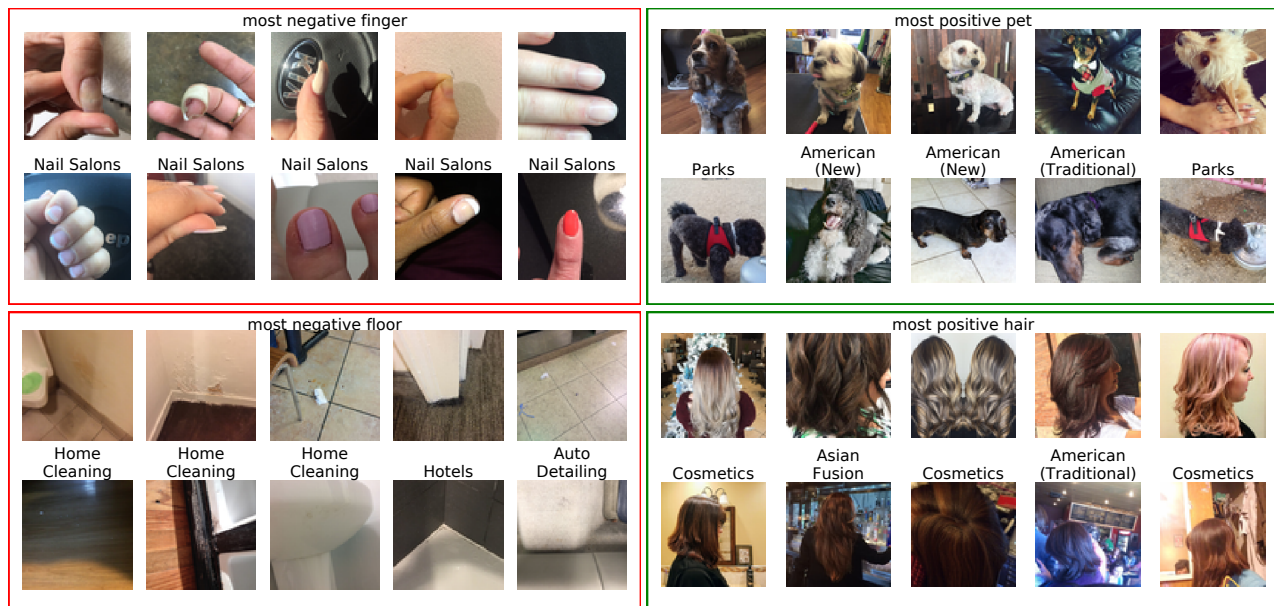 most negative finger
Nail Salons
Nail Salons
Nail Salons
Nail Salons
Nail Salons
most positive pet
Parks
American
(New)
American
(New)
American
(Traditional)
Parks
most negative floor
Home
Cleaning
Home
Cleaning
Home
Cleaning
Hotels
Auto
Detailing
most positive hair
Cosmetics
Asian
Fusion
Cosmetics
American
(Traditional)
Cosmetics